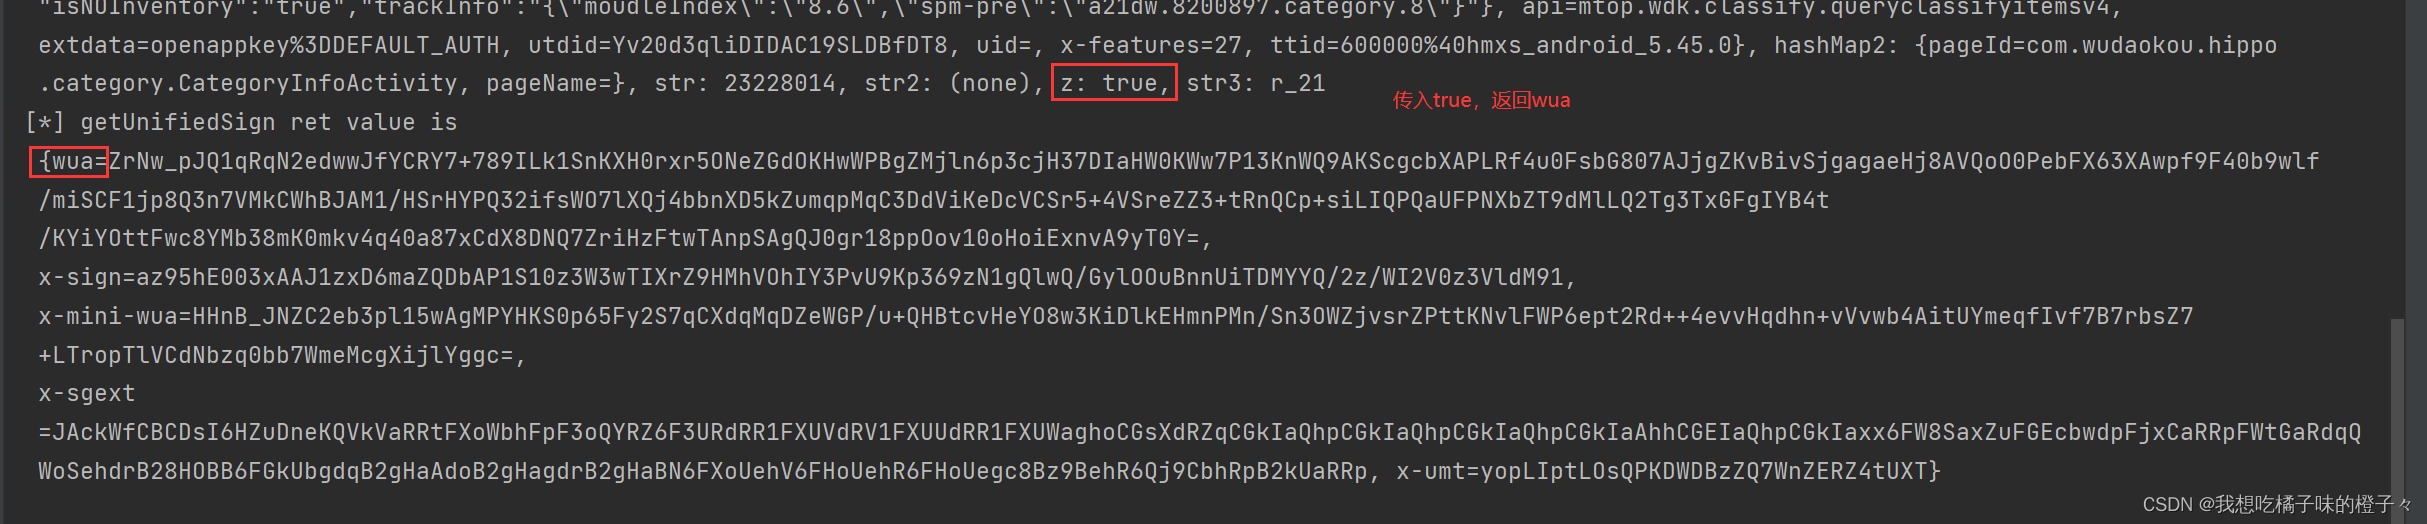 "isNUInventory":"true","trackInfo":"{\"moudleIndex\":\"8.6\",\"spm-pre\":\"a21dw.8200897.category.8\"}"}, api=mtop.wdk.classify.queryclassifyitemsv4,
extdata=openappkey%3DDEFAULT_AUTH, utdid=Yv20d3qliDIDAC19SLDBfDT8, uid=, x-features=27, ttid=600000%40hmxs_android_5.45.0}, hashMap2: {pageId=com.wudaokou.hippo
.category.CategoryInfoActivity, pageName=}, str: 23228014, str2: (none), z: true, str3: r_21
传入true，返回wua
[*] getUnifiedSign ret value is
{wua=ZrNw_pJQ1qRqN2edwwJfYCRY7+789ILk1SnKXH0rxr5ONeZGdOKHwWPBgZMjln6p3cjH37DIaHW0KWw7P13KnWQ9AKScgcbXAPLRf4u0FsbG807AJjgZKvBivSjgagaeHj8AVQoO0PebFX63XAwpf9F40b9wlf
/miSCF1jp8Q3n7VMkCWhBJAM1/HSrHYPQ32ifsWO7lXQj4bbnXD5kZumqpMqC3DdViKeDcVCSr5+4VSreZZ3+tRnQCp+siLIQPQaUFPNXbZT9dMlLQ2Tg3TxGFgIYB4t
/KYiYOttFwc8YMb38mK0mkv4q40a87xCdX8DNQ7ZriHzFtwTAnpSAgQJ0gr18ppOov10oHoiExnvA9yT0Y=,
x-sign=az95hE003xAAJ1zxD6maZQDbAP1S10z3W3wTIXrZ9HMhVOhIY3PvU9Kp369zN1gQlwQ/GylOOuBnnUiTDMYYQ/2z/WI2V0z3VldM91,
x-mini-wua=HHnB_JNZC2eb3pl15wAgMPYHKS0p65Fy2S7qCXdqMqDZeWGP/u+QHBtcvHeYO8w3KiDlkEHmnPMn/Sn3OWZjvsrZPttKNvlFWP6ept2Rd++4evvHqdhn+vVvwb4AitUYmeqfIvf7B7rbsZ7
+LTropTlVCdNbzq0bb7WmeMcgXijlYggc=,
x-sgext
=JAckWfCBCDsI6HZuDneKQVkVaRRtFXoWbhFpF3oQYRZ6F3URdRR1FXUVdRV1FXUUdRR1FXUWaghoCGsXdRZqCGkIaQhpCGkIaQhpCGkIaQhpCGkIaAhhCGEIaQhpCGkIaxx6FW8SaxZuFGEcbwdpFjxCaRRpFWtGaRdqQ
WoSehdrB28HOBB6FGkUbgdqB2gHaAdoB2gHagdrB2gHaBN6FXoUehV6FHoUehR6FHoUegc8Bz9BehR6Qj9CbhRpB2kUaRRp, x-umt=yopLIptLOsQPKDWDBzZQ7WnZERZ4tUXT}
CSDN @我想吃橘子味的橙子々